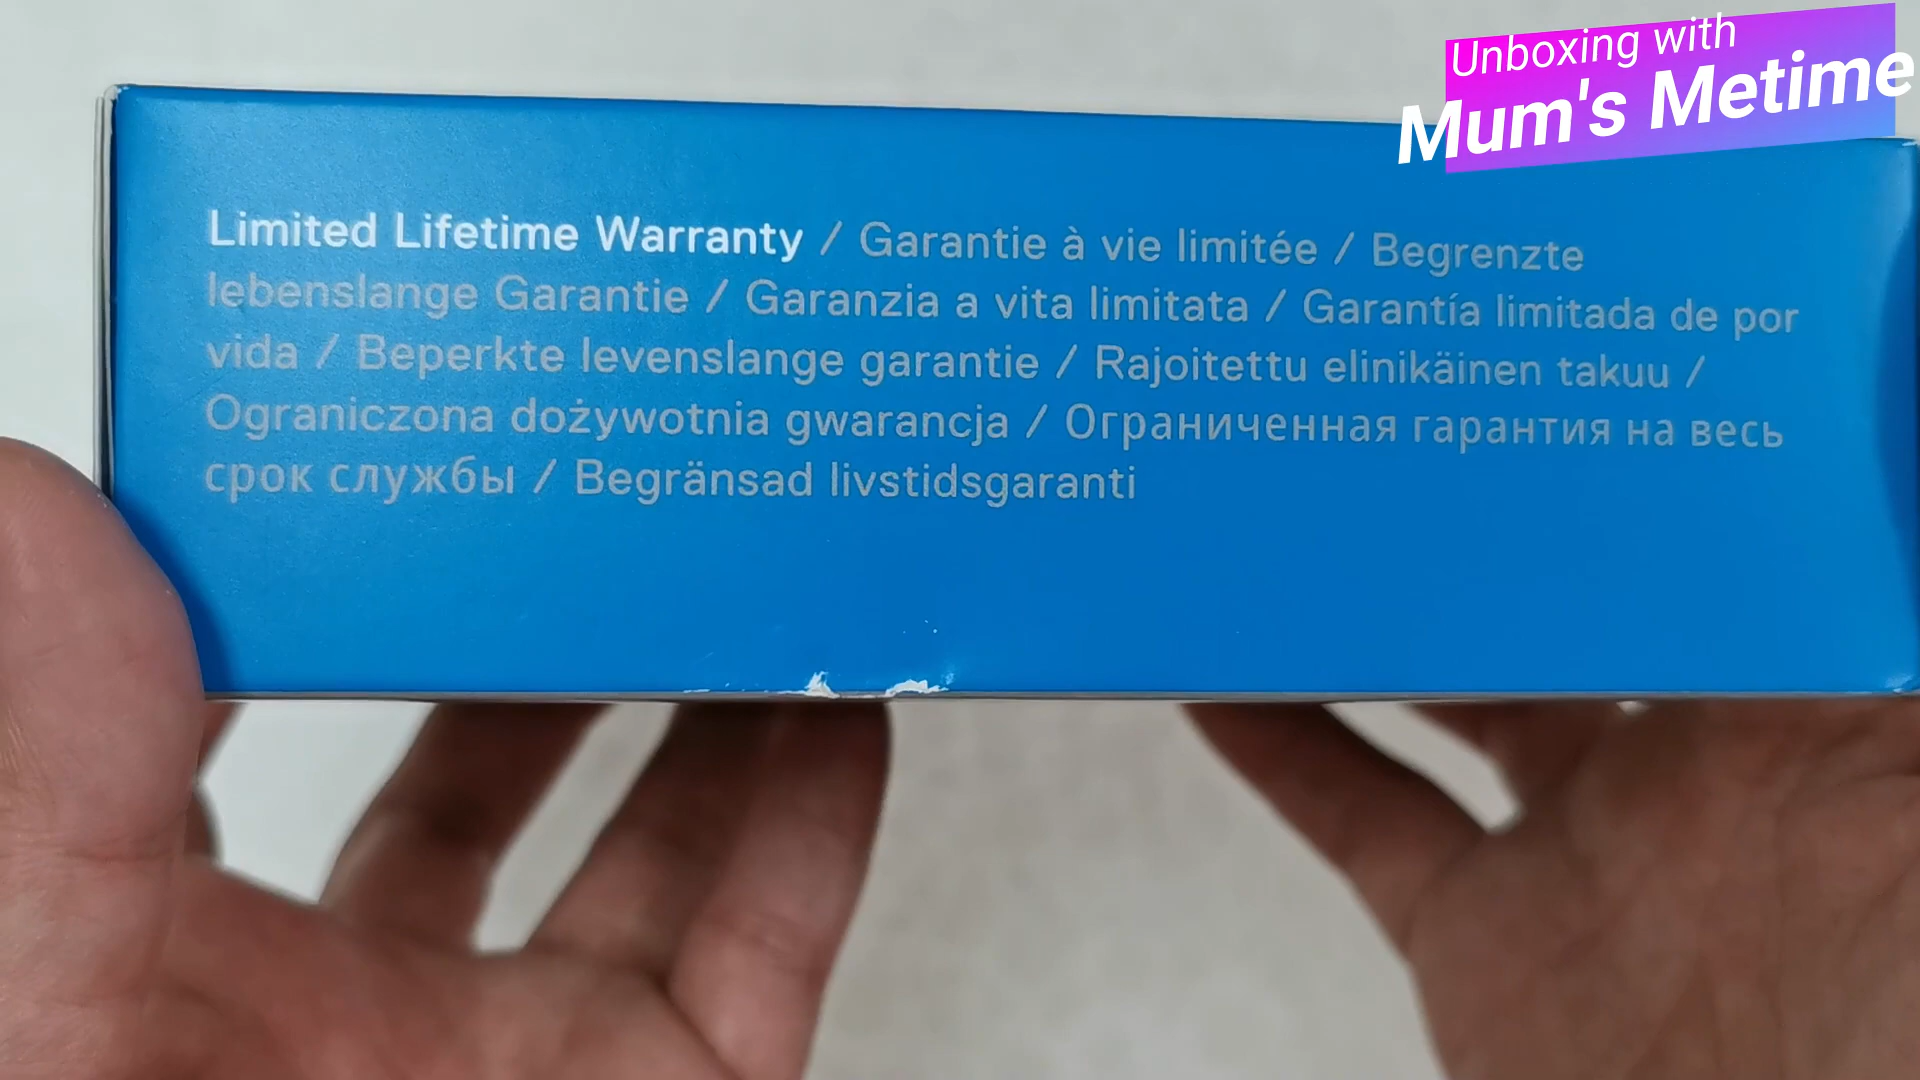 Unboxing with
Mum's Metime
Limited Lifetime Warranty / Garantie à vie limitée / Begrenzte
lebenslange Garantie / Garanzia a vita limitata / Garantía limitada de por
vida / Beperkte levenslange garantie / Rajoitettu elinikäinen takuu /
Ograniczona dożywotnia gwarancja / Ограниченная гарантия на весь
срок службы / Begränsad livstidsgaranti